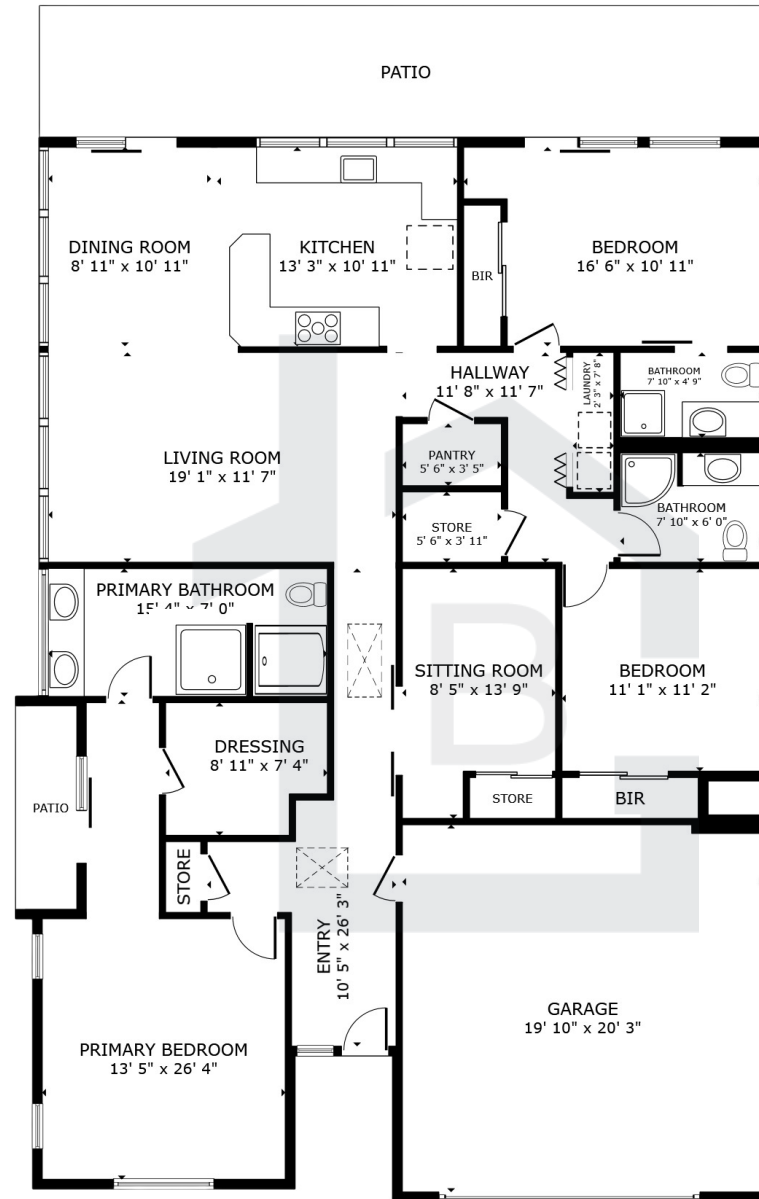 PATIO
DINING ROOM
8' 11" x 10' 11"
KITCHEN
13' 3" x 10' 11"
BIR
BEDROOM
16' 6" x 10' 11"
HALLWAY
11' 8" x 11' 7"
LAUNDRY
2' 3" x 7' 8"
BATHROOM
7' 10" x 4' 9"
LIVING ROOM
19' 1" x 11' 7"
PANTRY
5' 6" x 3' 5"
STORE
5' 6" x 3' 11"
BATHROOM
7' 10" x 6' 0"
PRIMARY BATHROOM
15' 4" x 7' 0"
SITTING ROOM
8' 5" x 13' 9"
BEDROOM
11' 1" x 11' 2"
DRESSING
8' 11" x 7' 4"
PATIO
STORE
BIR
STORE
ENTRY
10' 5" x 26' 3"
GARAGE
19' 10" x 20' 3"
PRIMARY BEDROOM
13' 5" x 26' 4"
B